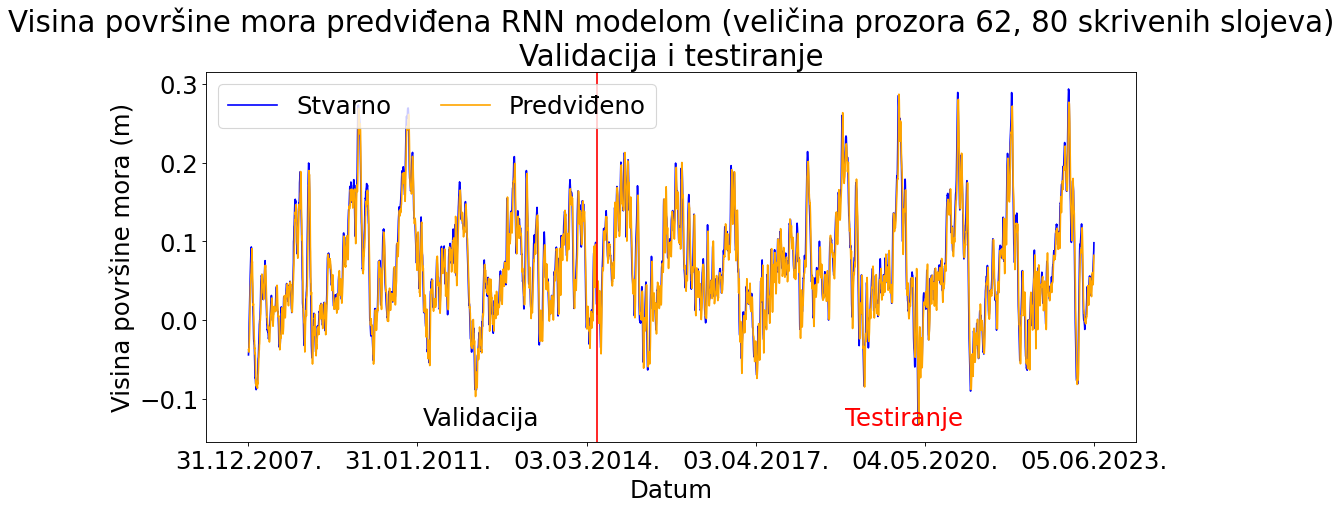 Visina površine mora predviđena RNN modelom (veličina prozora 62, 80 skrivenih slojeva)
Validacija i testiranje
Visina površine mora (m)
0.3
0.2
0.1
0.0
−0.1
Stvarno
Predviđeno
Validacija
Testiranje
31.12.2007.
31.01.2011.
03.03.2014.
03.04.2017.
04.05.2020.
05.06.2023.
Datum